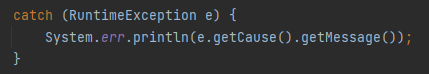 catch (RuntimeException e) {
    System.err.println(e.getCause().getMessage());
}